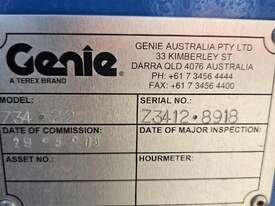 Genie
A TEREX BRAND
GENIE AUSTRALIA PTY LTD
33 KIMBERLEY ST
DARRA QLD 4076 AUSTRALIA
PH: +61 7 3456 4444
FAX: +61 7 3456 4400
MODEL:
SERIAL NO.:
Z3412-8918
DATE OF COMMISSION:
DATE OF MAJOR INSPECTION:
ASSET NO.:
HOURMETER: